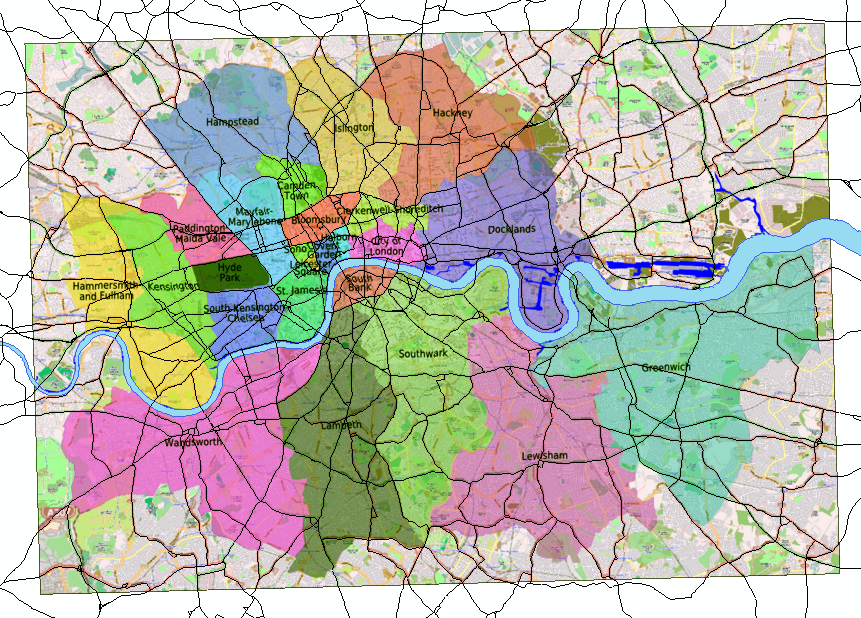 Hampstead
Islington
Hackney
Camden
Town
Mayfair-
Marylebone
Bloomsbury
Clerkenwell-Shoreditch
Paddington-
Maida Vale
Holborn
Soho
Covent
Garden
City of
London
Docklands
Leicester
Square
Hyde
Park
Hammersmith
and Fulham
Kensington
St. James's
South
Bank
South Kensington-
Chelsea
Southwark
Greenwich
Lambeth
Wandsworth
Lewisham